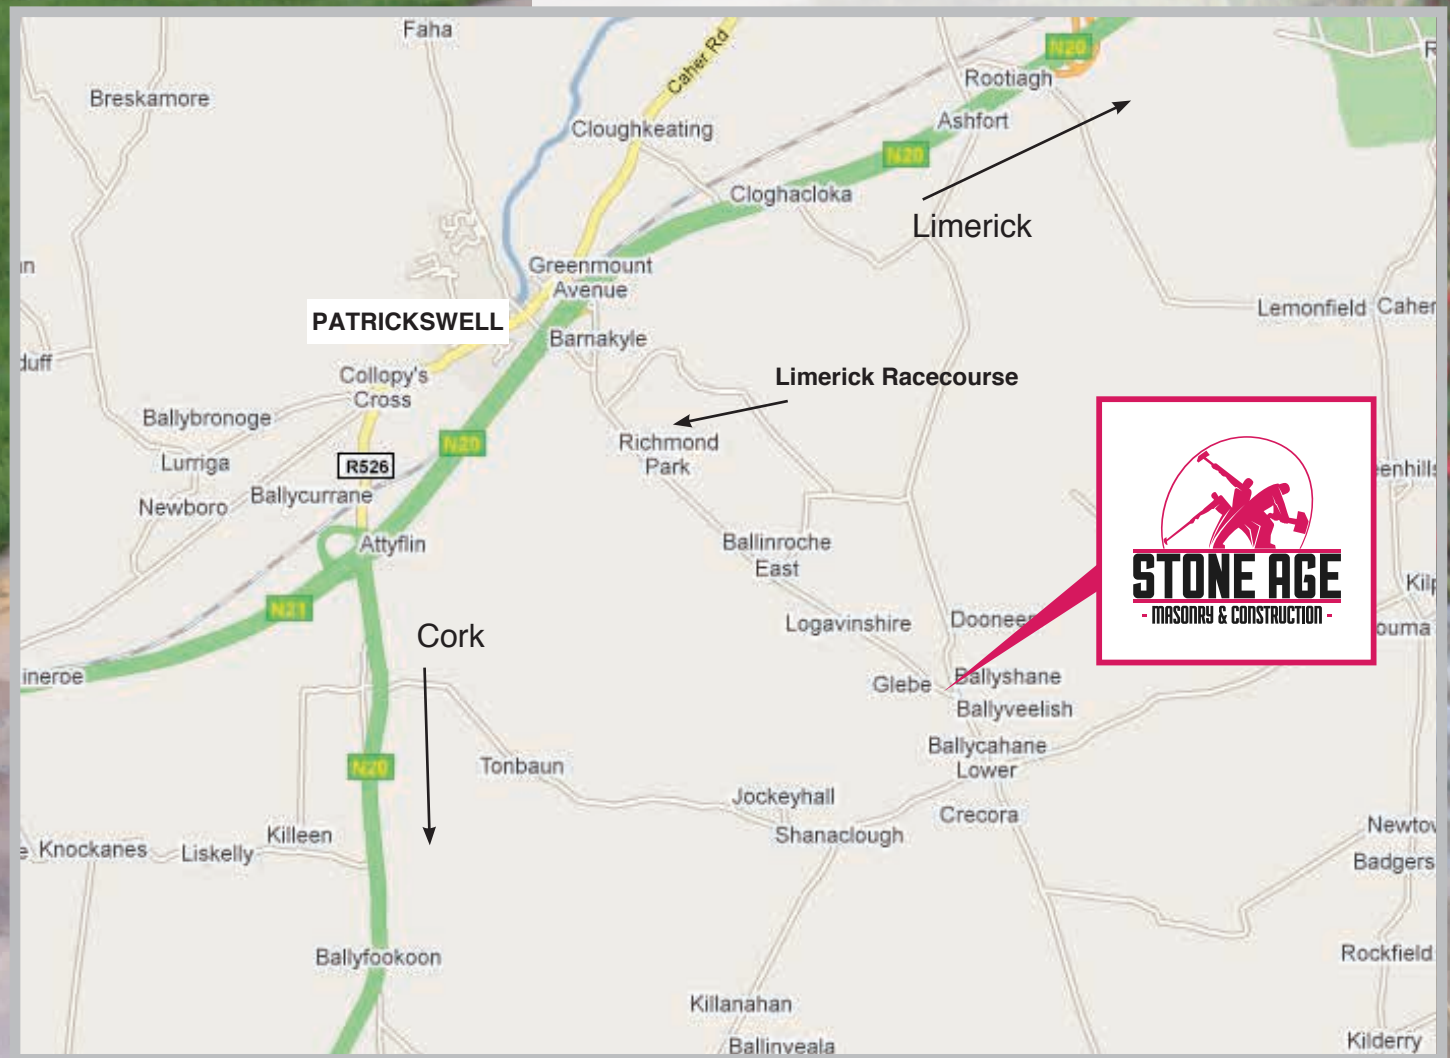 Faha
Breskamore
Caher Rd
N20
Rootiagh
Ashfort
Cloughkeating
N20
Cloghacloka
Limerick
Greenmount
Avenue
Lemonfield
Caher
PATRICKSWELL
Barnakyle
Collopy's
Cross
Limerick Racecourse
Ballybronoge
Richmond
Park
N20
Lurriga
R526
Ballycurrane
Newboro
Attyflin
Ballinroche
East
STONE AGE
- MASONRY & CONSTRUCTION -
N21
Logavinshire
Dooneen
Cork
Glebe
Ballyshane
Ballyveelish
Ballycahane
Lower
N20
Tonbaun
Jockeyhall
Crecora
Shanaclough
Killeen
Knockanes
Liskelly
Newtow
Badgers
Ballyfookoon
Rockfield
Killanahan
Ballinveala
Kilderry